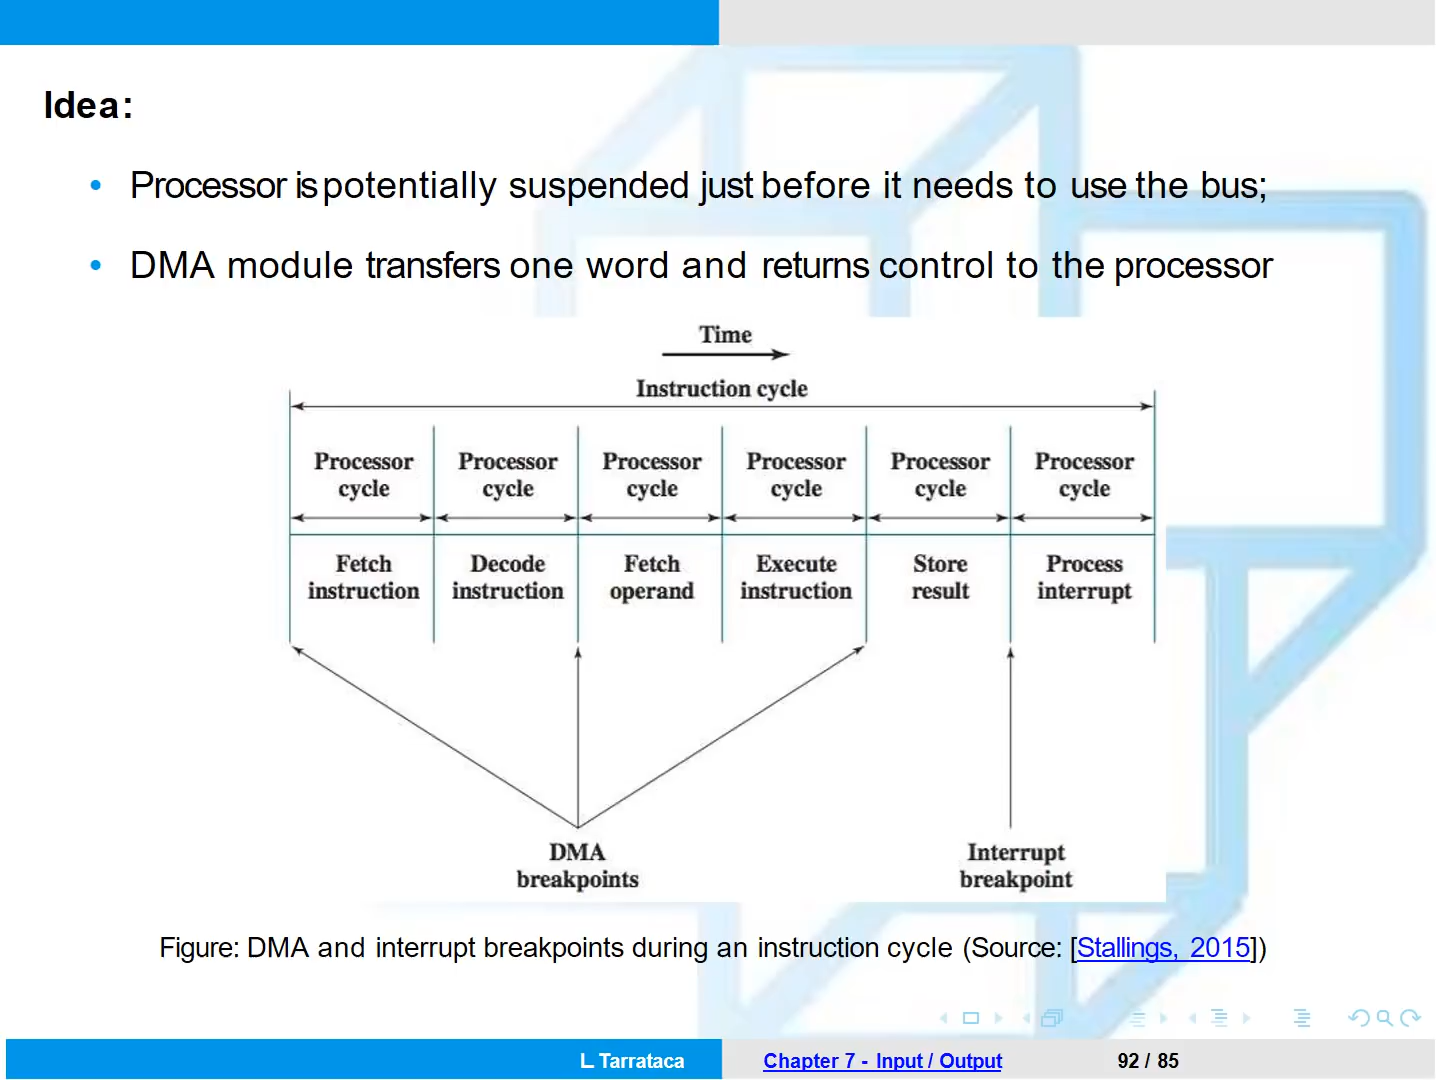 Idea:
• Processor is potentially suspended just before it needs to use the bus;
• DMA module transfers one word and returns control to the processor
Time
Instruction cycle
Processor cycle
Processor cycle
Processor cycle
Processor cycle
Processor cycle
Processor cycle
Fetch instruction
Decode instruction
Fetch operand
Execute instruction
Store result
Process interrupt
DMA breakpoints
Interrupt breakpoint
Figure: DMA and interrupt breakpoints during an instruction cycle (Source: [Stallings, 2015])
L. Tarrataca Chapter 7 - Input / Output 92 / 85